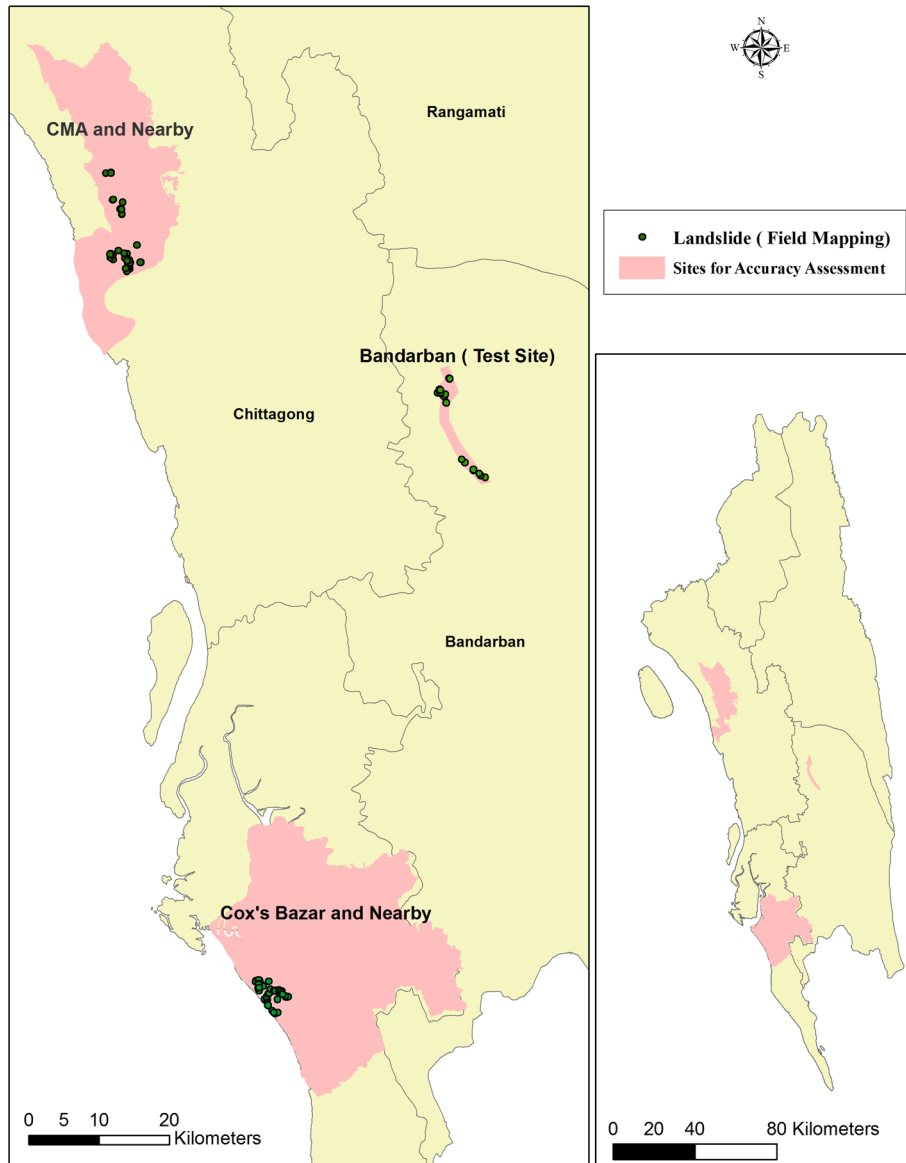 N
W E
S
Rangamati
CMA and Nearby
Landslide ( Field Mapping)
Sites for Accuracy Assessment
Bandarban ( Test Site)
Chittagong
Bandarban
Cox's Bazar and Nearby
0 10 20
Kilometers
0 20 40 80 Kilometers